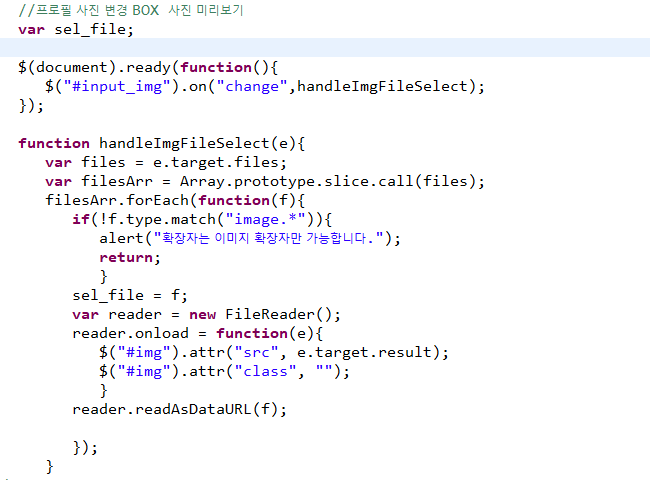 //프로필 사진 변경 BOX 사진 미리보기
var sel_file;
$(document).ready(function(){
$("#input_img").on("change",handleImgFileSelect);
});
function handleImgFileSelect(e){
var files = e.target.files;
var filesArr = Array.prototype.slice.call(files);
filesArr.forEach(function(f){
if(!f.type.match("image.*")){
alert("확장자는 이미지 확장자만 가능합니다.");
return;
}
sel_file = f;
var reader = new FileReader();
reader.onload = function(e){
$("#img").attr("src", e.target.result);
$("#img").attr("class", "");
}
reader.readAsDataURL(f);
});
}